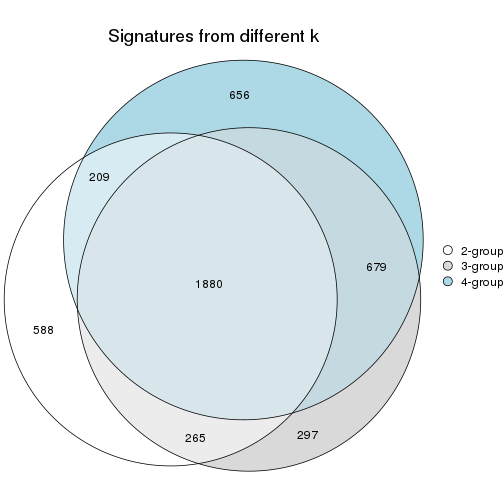 Signatures from different k
656
209
679
1880
588
265
297
2-group
3-group
4-group